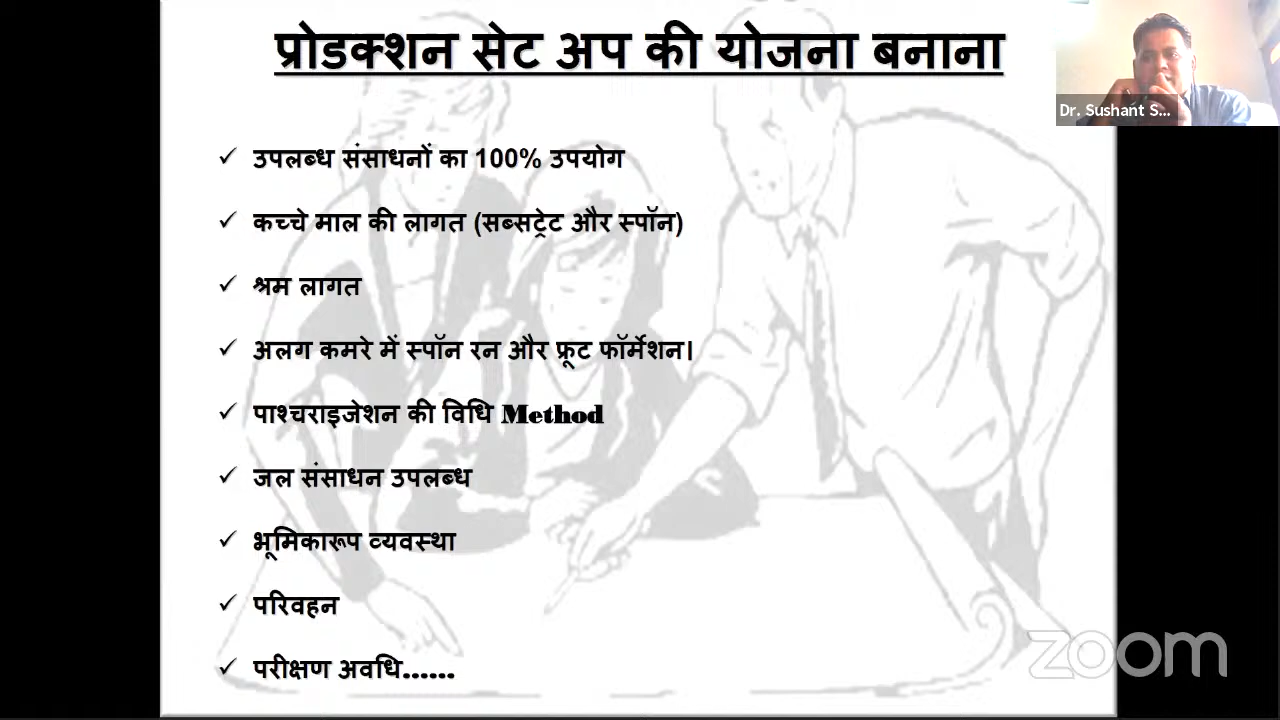 प्रोडक्शन सेट अप की योजना बनाना
Dr. Sushant S...
✓ उपलब्ध संसाधनों का 100% उपयोग
✓ कच्चे माल की लागत (सब्सट्रेट और स्पॉन)
✓ श्रम लागत
✓ अलग कमरे में स्पॉन रन और फ्रूट फॉर्मेशन।
✓ पाश्चराइजेशन की विधि Method
✓ जल संसाधन उपलब्ध
✓ भूमिकारूप व्यवस्था
✓ परिवहन
✓ परीक्षण अवधि......
zoom